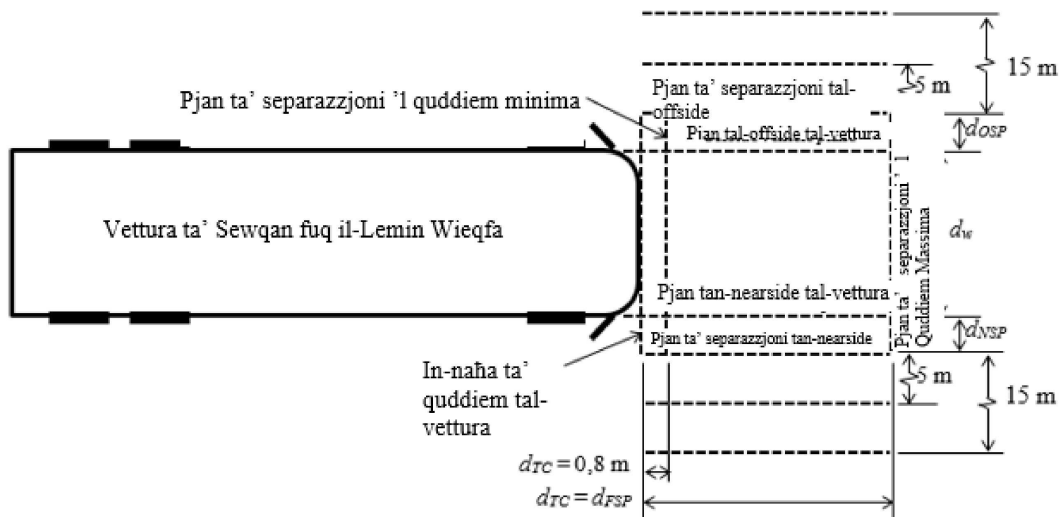 15 m
5 m
Pjan ta’ separazzjoni tal-
offside
Pjan ta’ separazzjoni ’l quddiem minima
Pjan tal-offside tal-vettura
dOSP
Vettura ta’ Sewqan fuq il-Lemin Wieqfa
dw
Pjan ta’ separazzjoni ’l
Quddiem Massuma
Pjan tan-nearside tal-vettura
Pjan ta’ separazzjoni tan-nearside
dNSP
In-naħa ta’
quddiem tal-
vettura
5 m
15 m
dTC = 0,8 m
dTC = dFSP